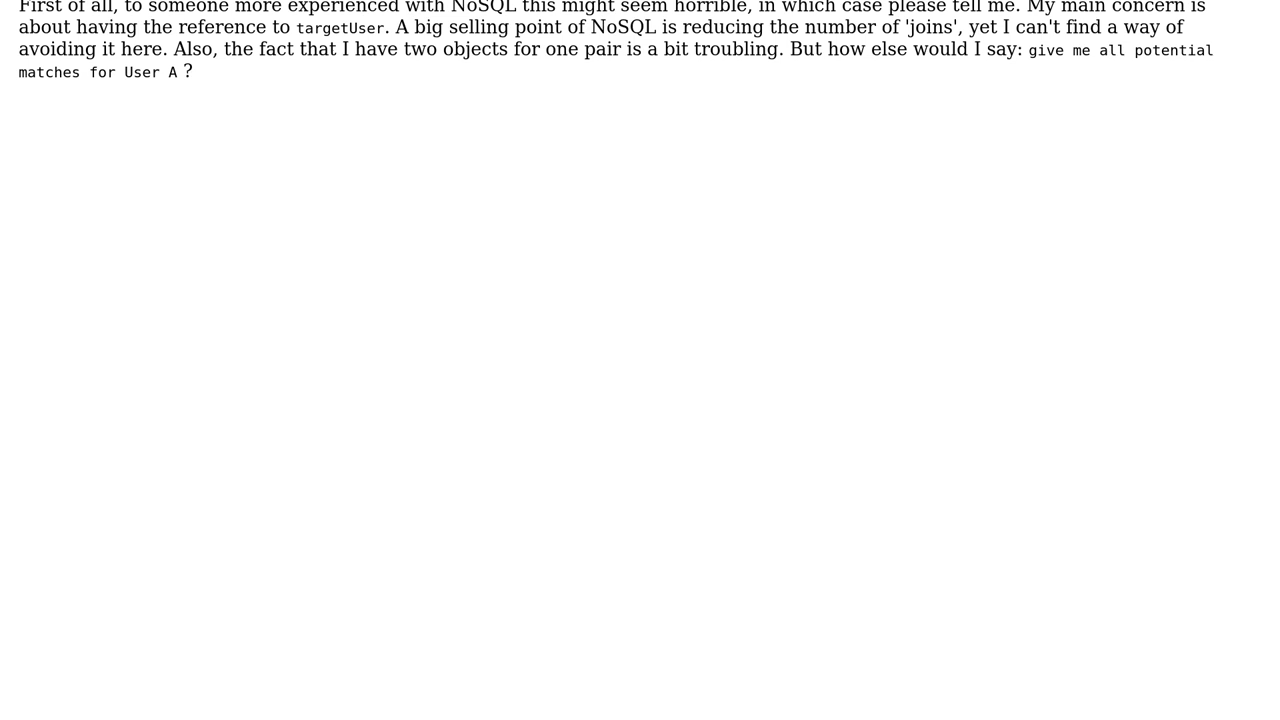 First of all, to someone more experienced with NoSQL this might seem horrible, in which case please tell me. My main concern is
about having the reference to targetUser. A big selling point of NoSQL is reducing the number of 'joins', yet I can't find a way of
avoiding it here. Also, the fact that I have two objects for one pair is a bit troubling. But how else would I say: give me all potential
matches for User A ?